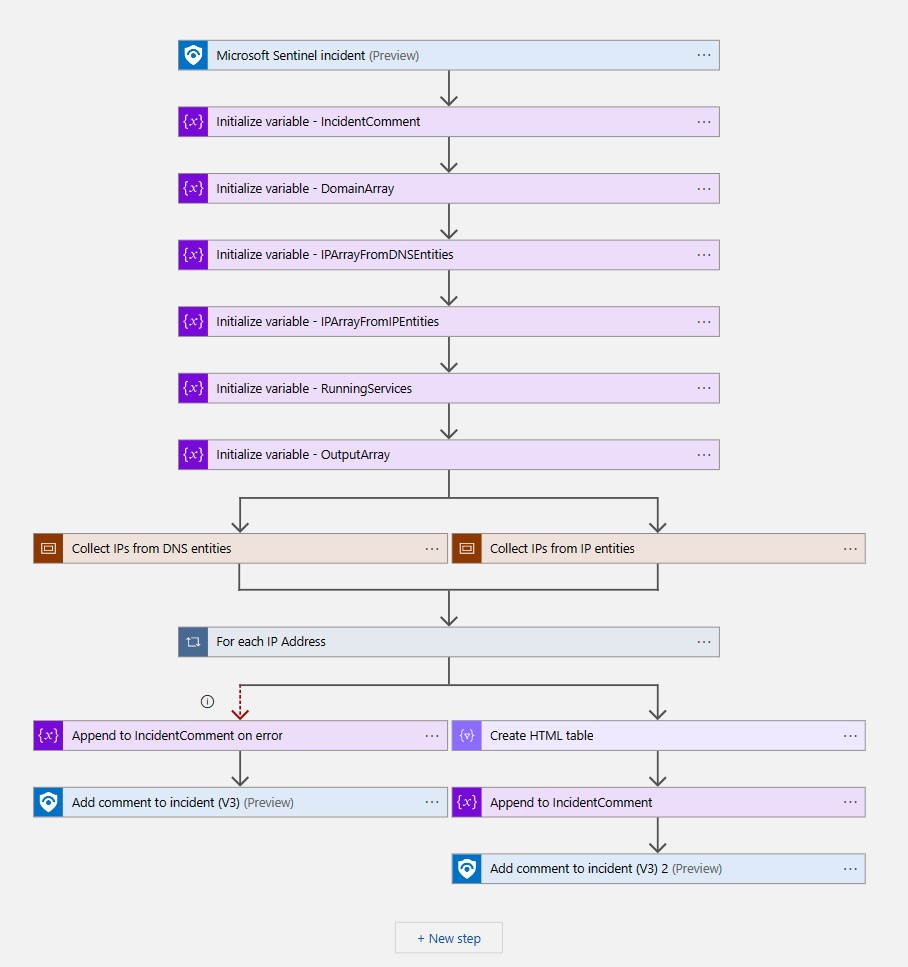 Microsoft Sentinel incident (Preview)
{x} Initialize variable - IncidentComment
{x} Initialize variable - DomainArray
{x} Initialize variable - IPArrayFromDNSEntities
{x} Initialize variable - IPArrayFromIPEntities
{x} Initialize variable - RunningServices
{x} Initialize variable - OutputArray
Collect IPs from DNS entities
Collect IPs from IP entities
For each IP Address
{x} Append to IncidentComment on error
Create HTML table
Add comment to incident (V3) (Preview)
{x} Append to IncidentComment
Add comment to incident (V3) 2 (Preview)
+ New step